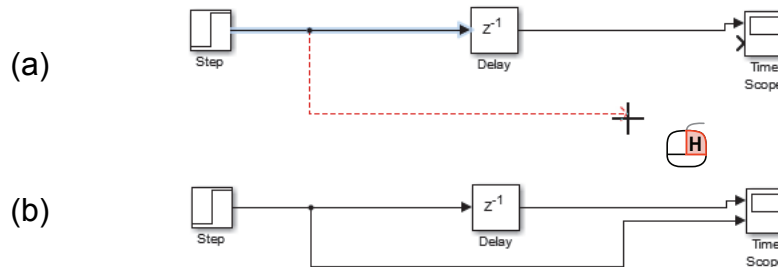 (a)
Step
z-1
Delay
Time
Scope
H
(b)
Step
z-1
Delay
Time
Scope